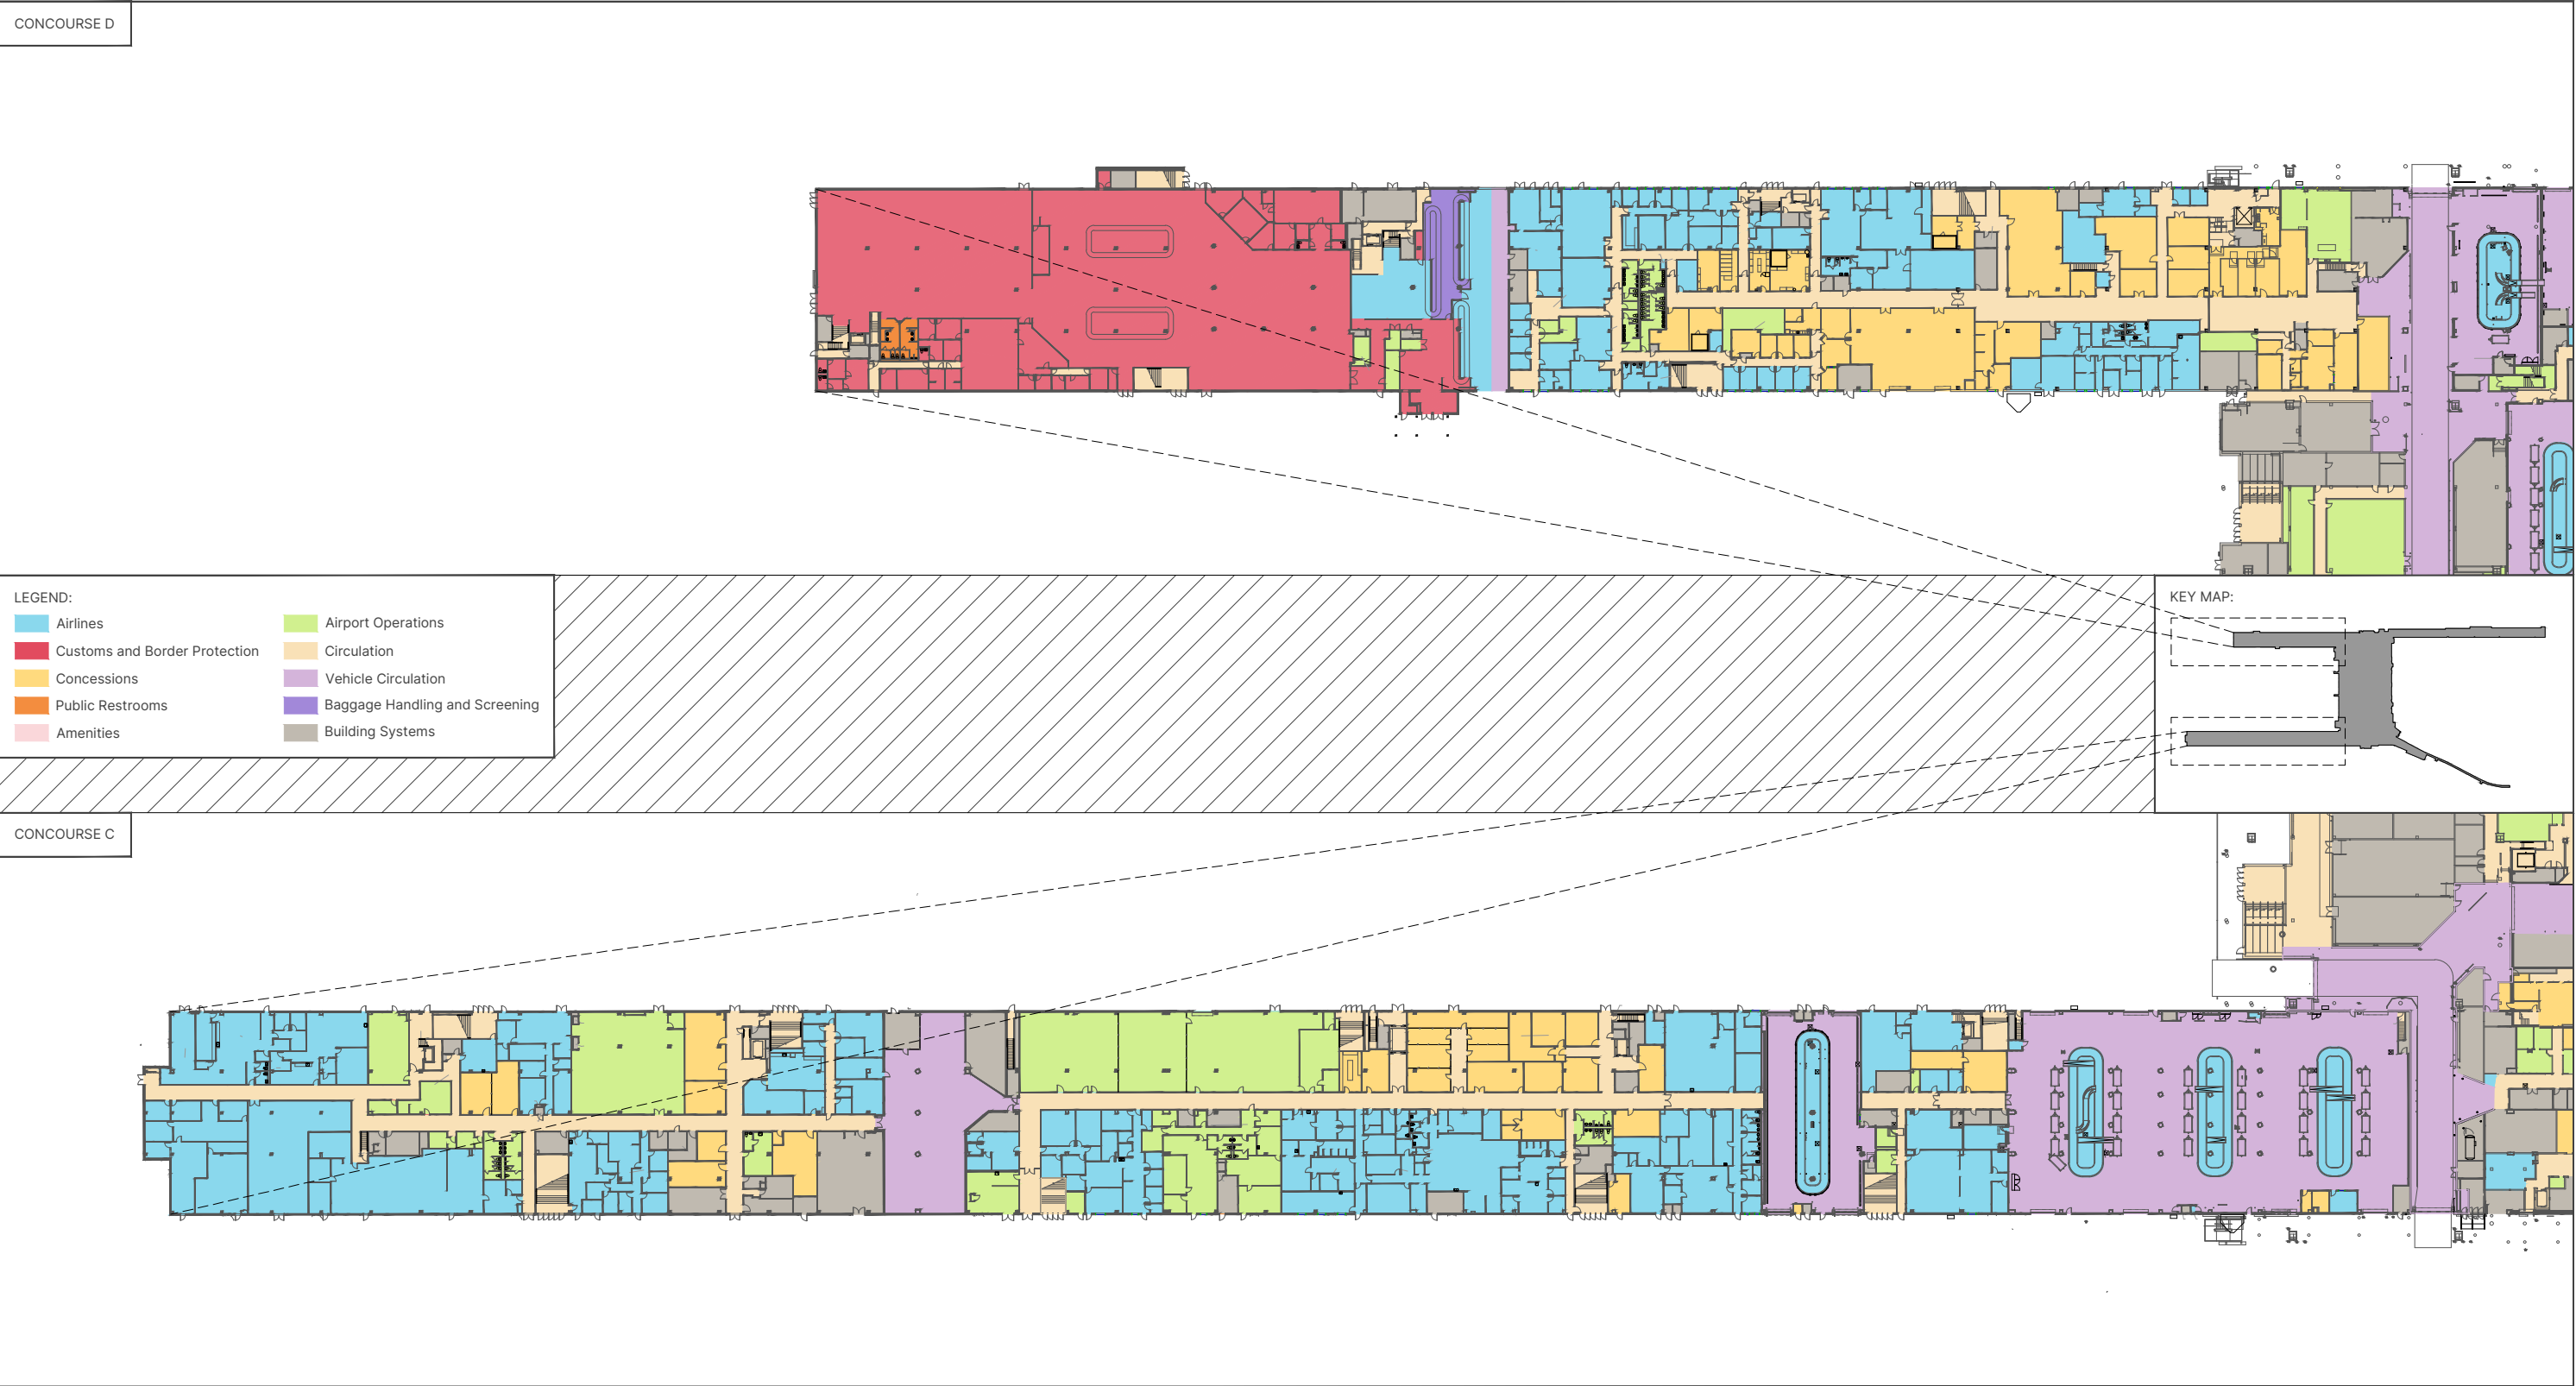 CONCOURSE D
LEGEND:
Airlines
Customs and Border Protection
Concessions
Public Restrooms
Amenities
Airport Operations
Circulation
Vehicle Circulation
Baggage Handling and Screening
Building Systems
KEY MAP:
CONCOURSE C